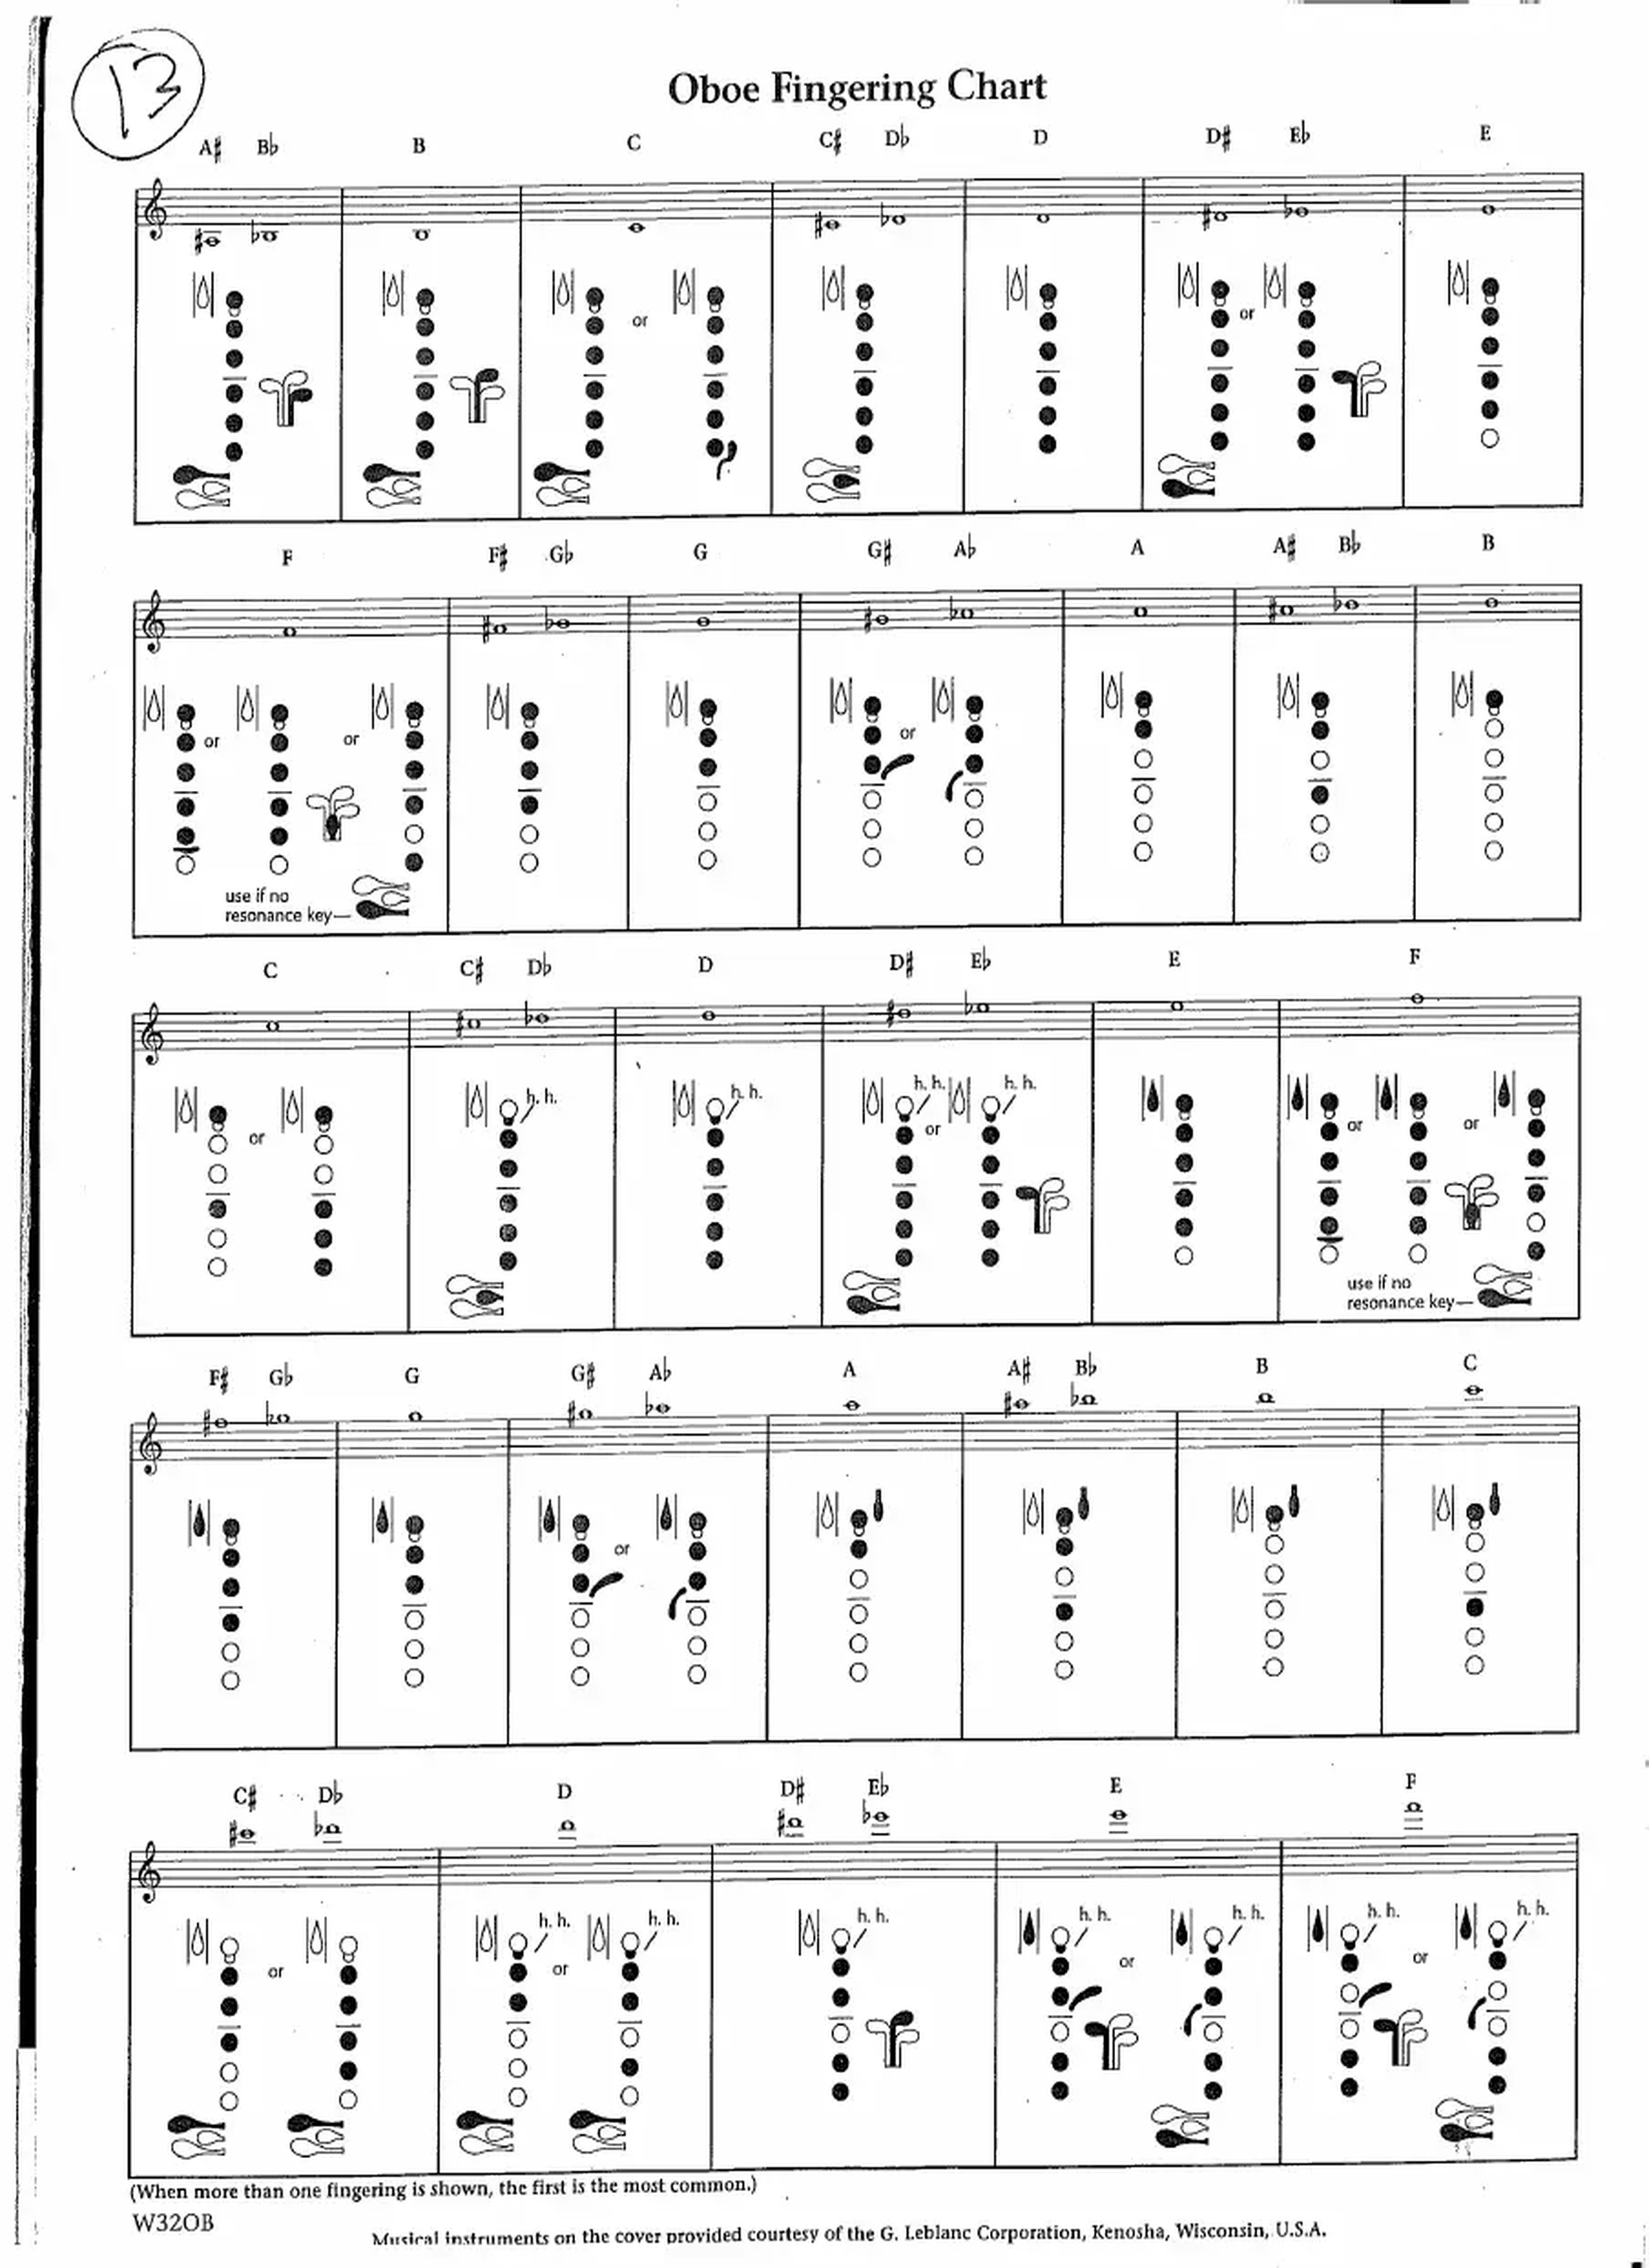 13
Oboe Fingering Chart
A♯ B♭ B C C♯ D♭ D D♯ E♭ E
or or
F F♯ G♭ G G♯ A♭ A A♯ B♭ B
or or or
use if no
resonance key—
C C♯ D♭ D D♯ E♭ E F
h. h. h. h. h. h. h. h.
or or or or
use if no
resonance key—
F♯ G♭ G G♯ A♭ A A♯ B♭ B C
or
C♯ D♭ D D♯ E♭ E F
h. h. h. h. h. h. h. h. h. h. h. h. h. h.
or or or or
(When more than one fingering is shown, the first is the most common.)
W32OB
Musical instruments on the cover provided courtesy of the G. Leblanc Corporation, Kenosha, Wisconsin, U.S.A.